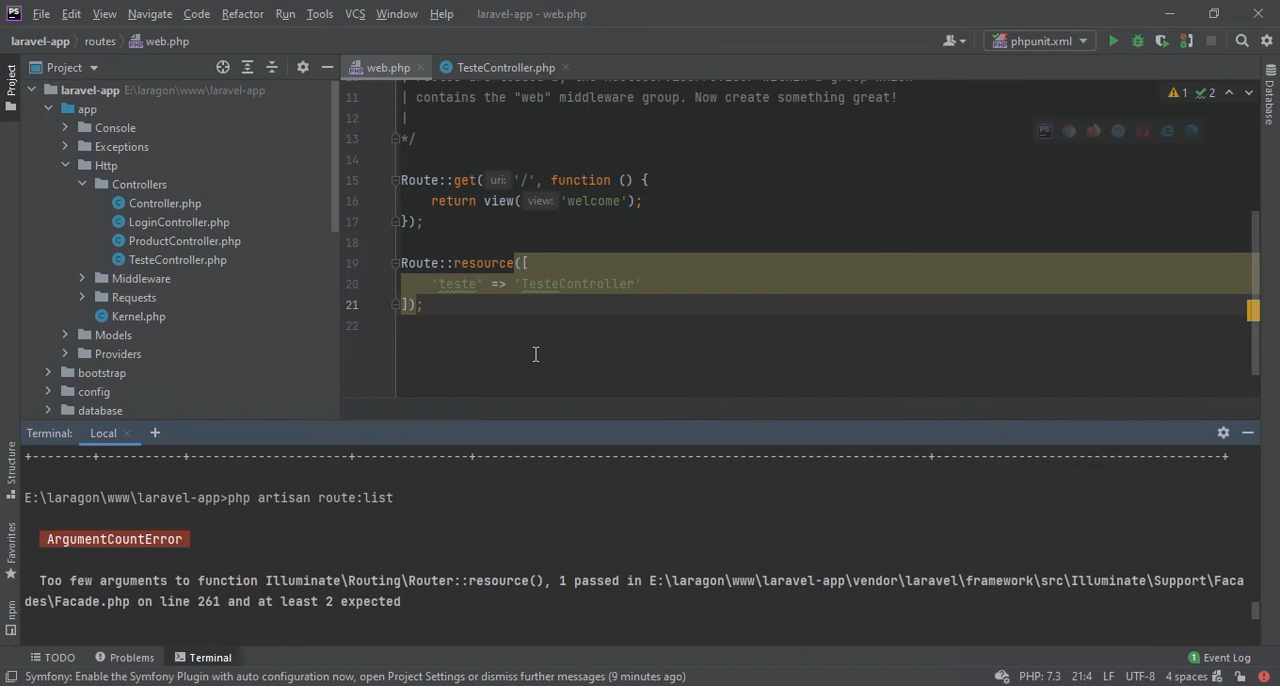 File Edit View Navigate Code Refactor Run Tools VCS Window Help laravel-app - web.php
laravel-app routes web.php phpunit.xml
Project
Project web.php TesteController.php
laravel-app E:\laragon\www\laravel-app
app
Console
Exceptions
Http
Controllers
Controller.php
LoginController.php
ProductController.php
TesteController.php
Middleware
Requests
Kernel.php
Models
Providers
bootstrap
config
database
11 | contains the "web" middleware group. Now create something great!
12 |
13 */
14
15 Route::get( uri: '/', function () {
16 return view( view: 'welcome');
17 });
18
19 Route::resource([
20 'teste' => 'TesteController'
21 ]);
22
1 2
Database
Structure
Favorites
npm
Terminal: Local
+--------+-----------+---------------------+-------------+---------------------------------------------------------+------------------------------------+
E:\laragon\www\laravel-app>php artisan route:list
ArgumentCountError
Too few arguments to function Illuminate\Routing\Router::resource(), 1 passed in E:\laragon\www\laravel-app\vendor\laravel\framework\src\Illuminate\Support\Faca
des\Facade.php on line 261 and at least 2 expected
TODO Problems Terminal 1 Event Log
Symfony: Enable the Symfony Plugin with auto configuration now, open Project Settings or dismiss further messages (9 minutes ago) PHP: 7.3 21:4 LF UTF-8 4 spaces